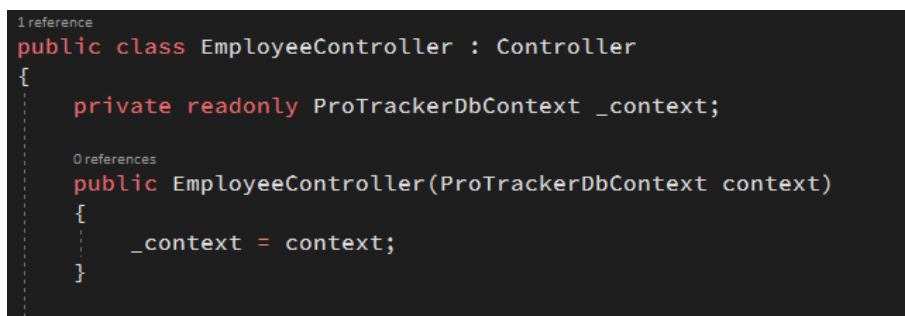 1 reference
public class EmployeeController : Controller
{
private readonly ProTrackerDbContext _context;
0 references
public EmployeeController(ProTrackerDbContext context)
{
_context = context;
}